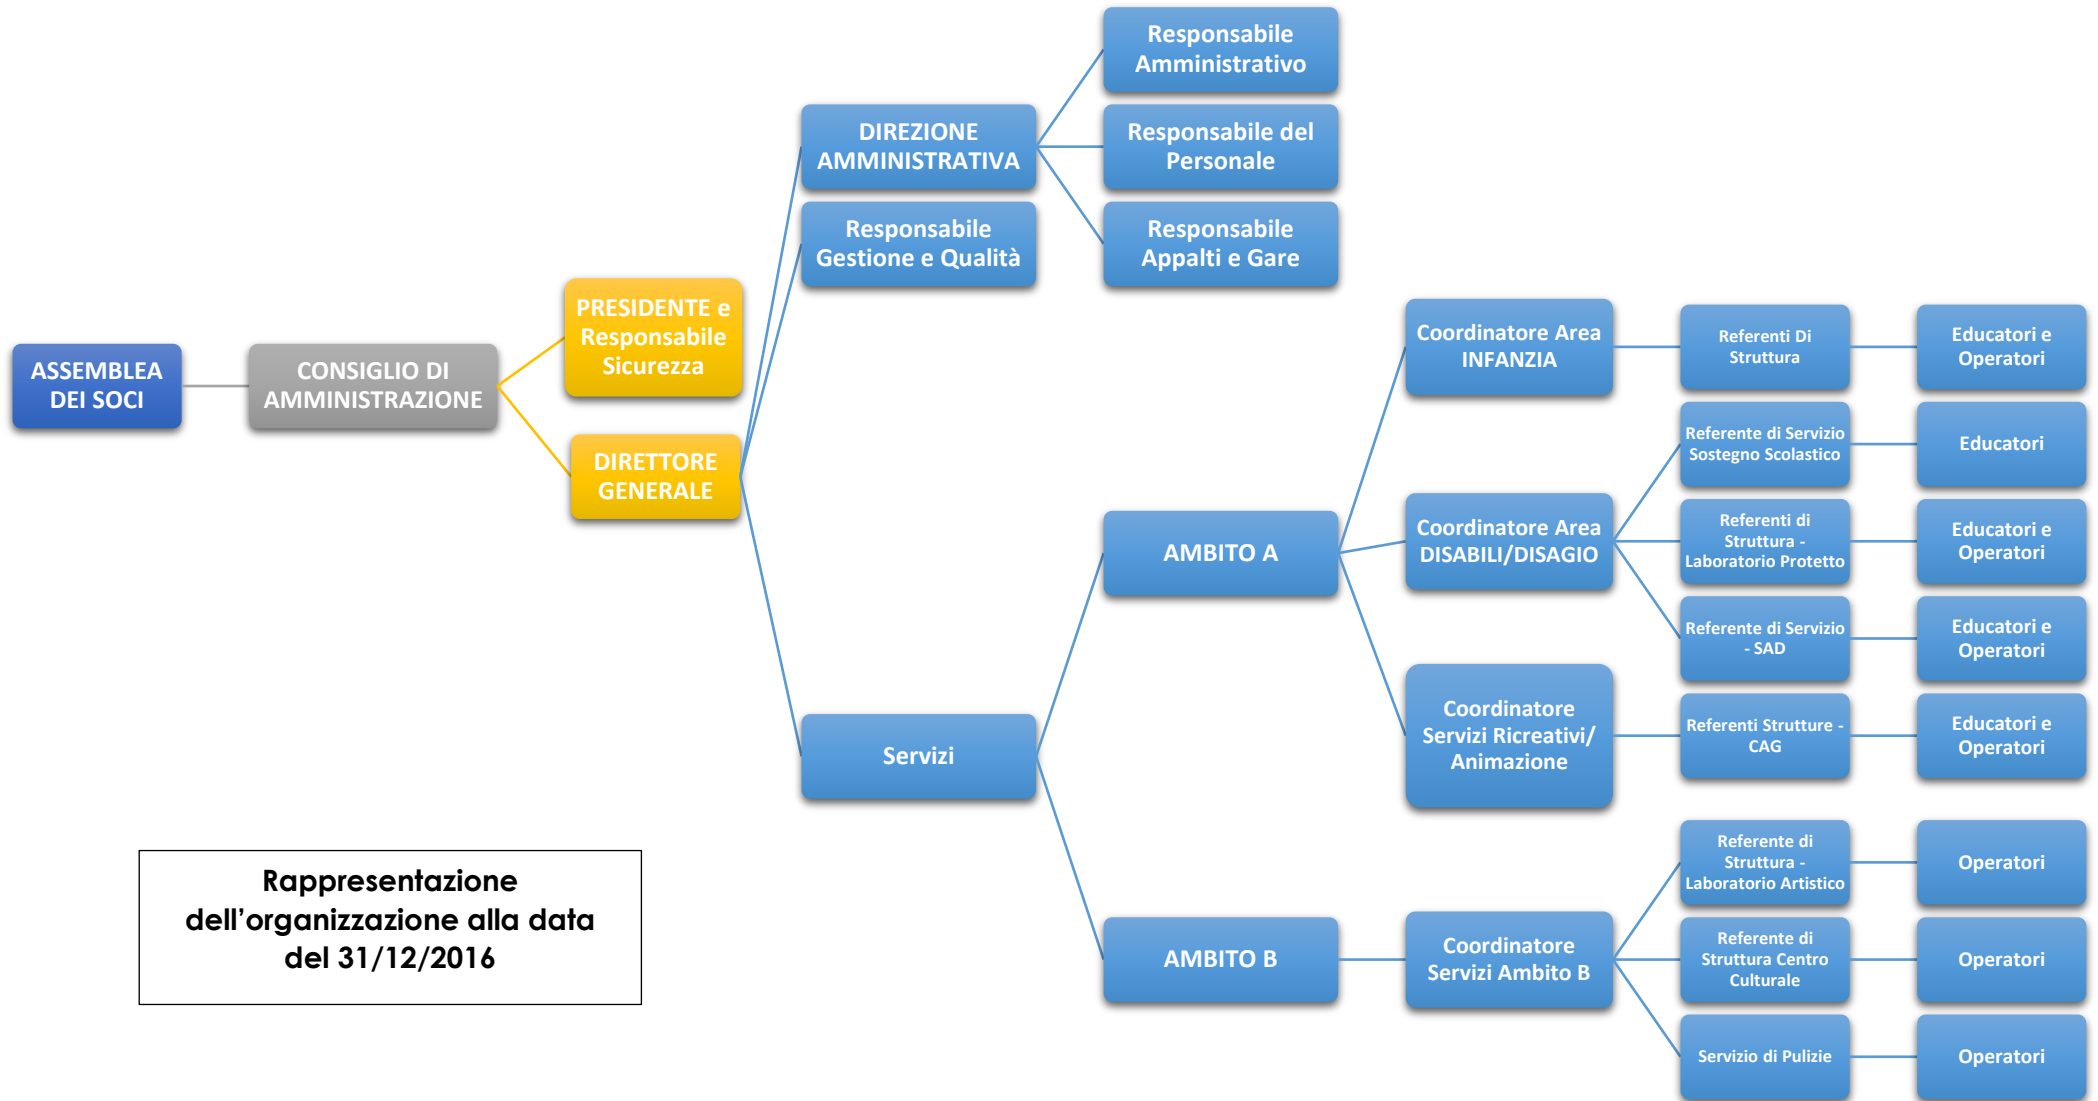 Responsabile
Amministrativo
DIREZIONE
AMMINISTRATIVA
Responsabile del
Personale
Responsabile
Gestione e Qualità
Responsabile
Appalti e Gare
PRESIDENTE e
Responsabile
Sicurezza
ASSEMBLEA
DEI SOCI
CONSIGLIO DI
AMMINISTRAZIONE
DIRETTORE
GENERALE
Coordinatore Area
INFANZIA
Referenti Di
Struttura
Educatori e
Operatori
Referente di Servizio
Sostegno Scolastico
Educatori
AMBITO A
Coordinatore Area
DISABILI/DISAGIO
Referenti di
Struttura -
Laboratorio Protetto
Educatori e
Operatori
Referente di Servizio
- SAD
Educatori e
Operatori
Servizi
Coordinatore
Servizi Ricreativi/
Animazione
Referenti Strutture -
CAG
Educatori e
Operatori
Referente di
Struttura -
Laboratorio Artistico
Operatori
AMBITO B
Coordinatore
Servizi Ambito B
Referente di
Struttura Centro
Culturale
Operatori
Servizio di Pulizie
Operatori
Rappresentazione
dell’organizzazione alla data
del 31/12/2016